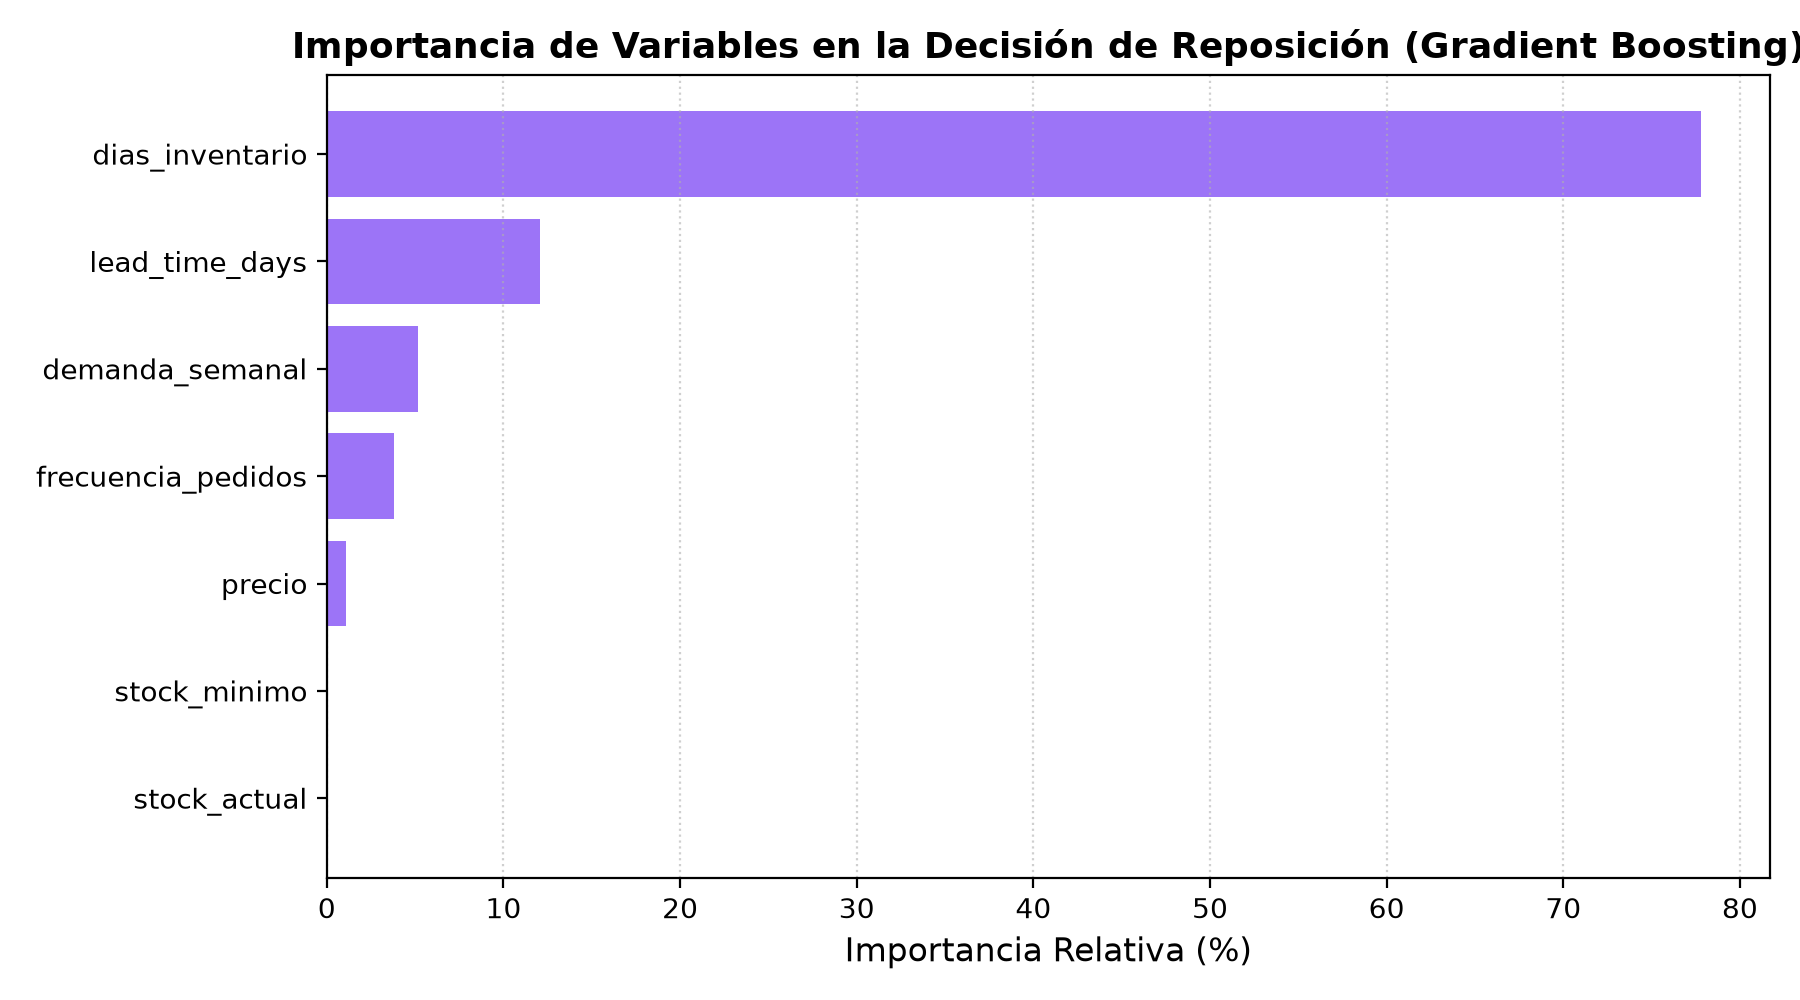 Importancia de Variables en la Decisión de Reposición (Gradient Boosting)
dias_inventario
lead_time_days
demanda_semanal
frecuencia_pedidos
precio
stock_minimo
stock_actual
0 10 20 30 40 50 60 70 80
Importancia Relativa (%)